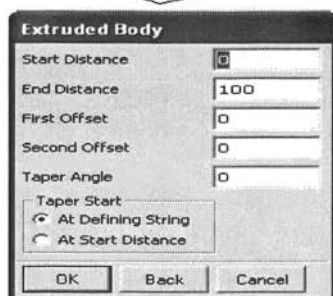 Extruded Body
Start Distance 0
End Distance 100
First Offset 0
Second Offset 0
Taper Angle 0
Taper Start
At Defining String
At Start Distance
OK Back Cancel